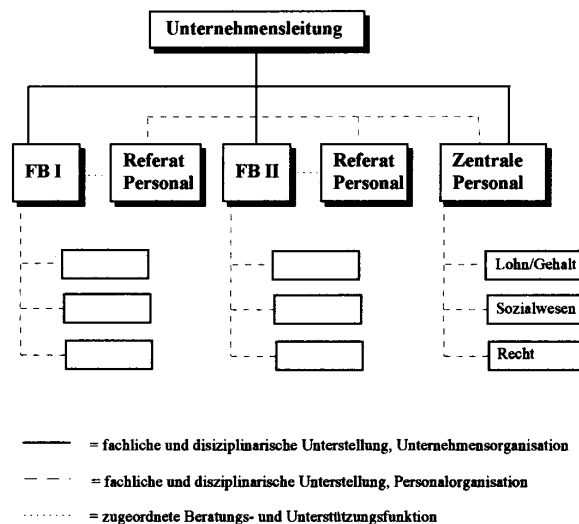 Unternehmensleitung
FB I
Referat
Personal
FB II
Referat
Personal
Zentrale
Personal
Lohn/Gehalt
Sozialwesen
Recht
= fachliche und disiziplinarische Unterstellung, Unternehmensorganisation
= fachliche und disziplinarische Unterstellung, Personalorganisation
= zugeordnete Beratungs- und Unterstützungsfunktion